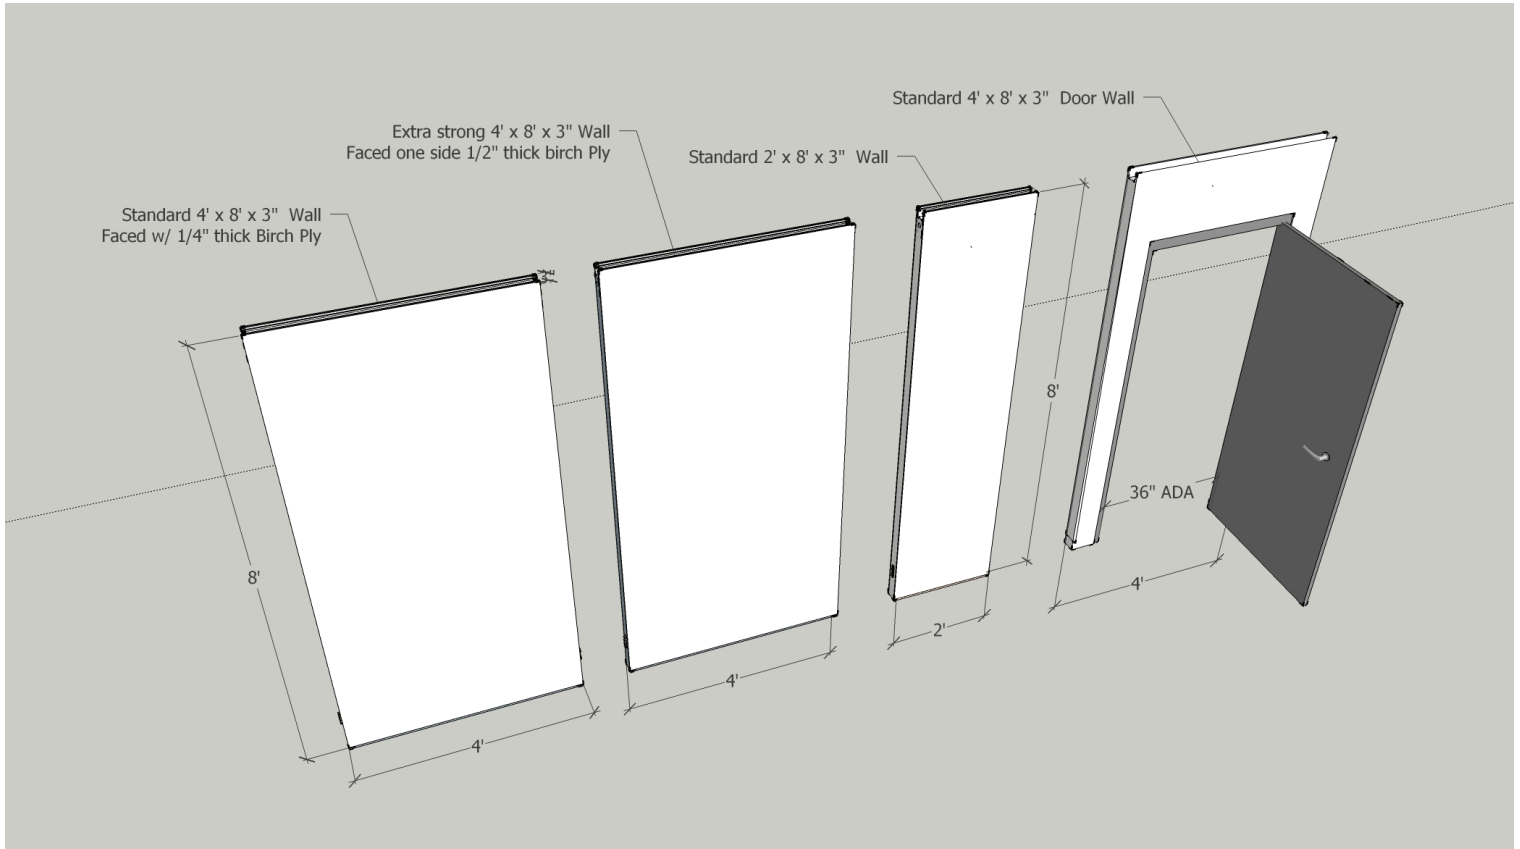 Standard 4' x 8' x 3"  Door Wall
Extra strong 4' x 8' x 3" Wall
Faced one side 1/2" thick birch Ply
Standard 2' x 8' x 3"  Wall
Standard 4' x 8' x 3"  Wall
Faced w/ 1/4" thick Birch Ply
8'
36" ADA
8'
4'
2'
4'
4'